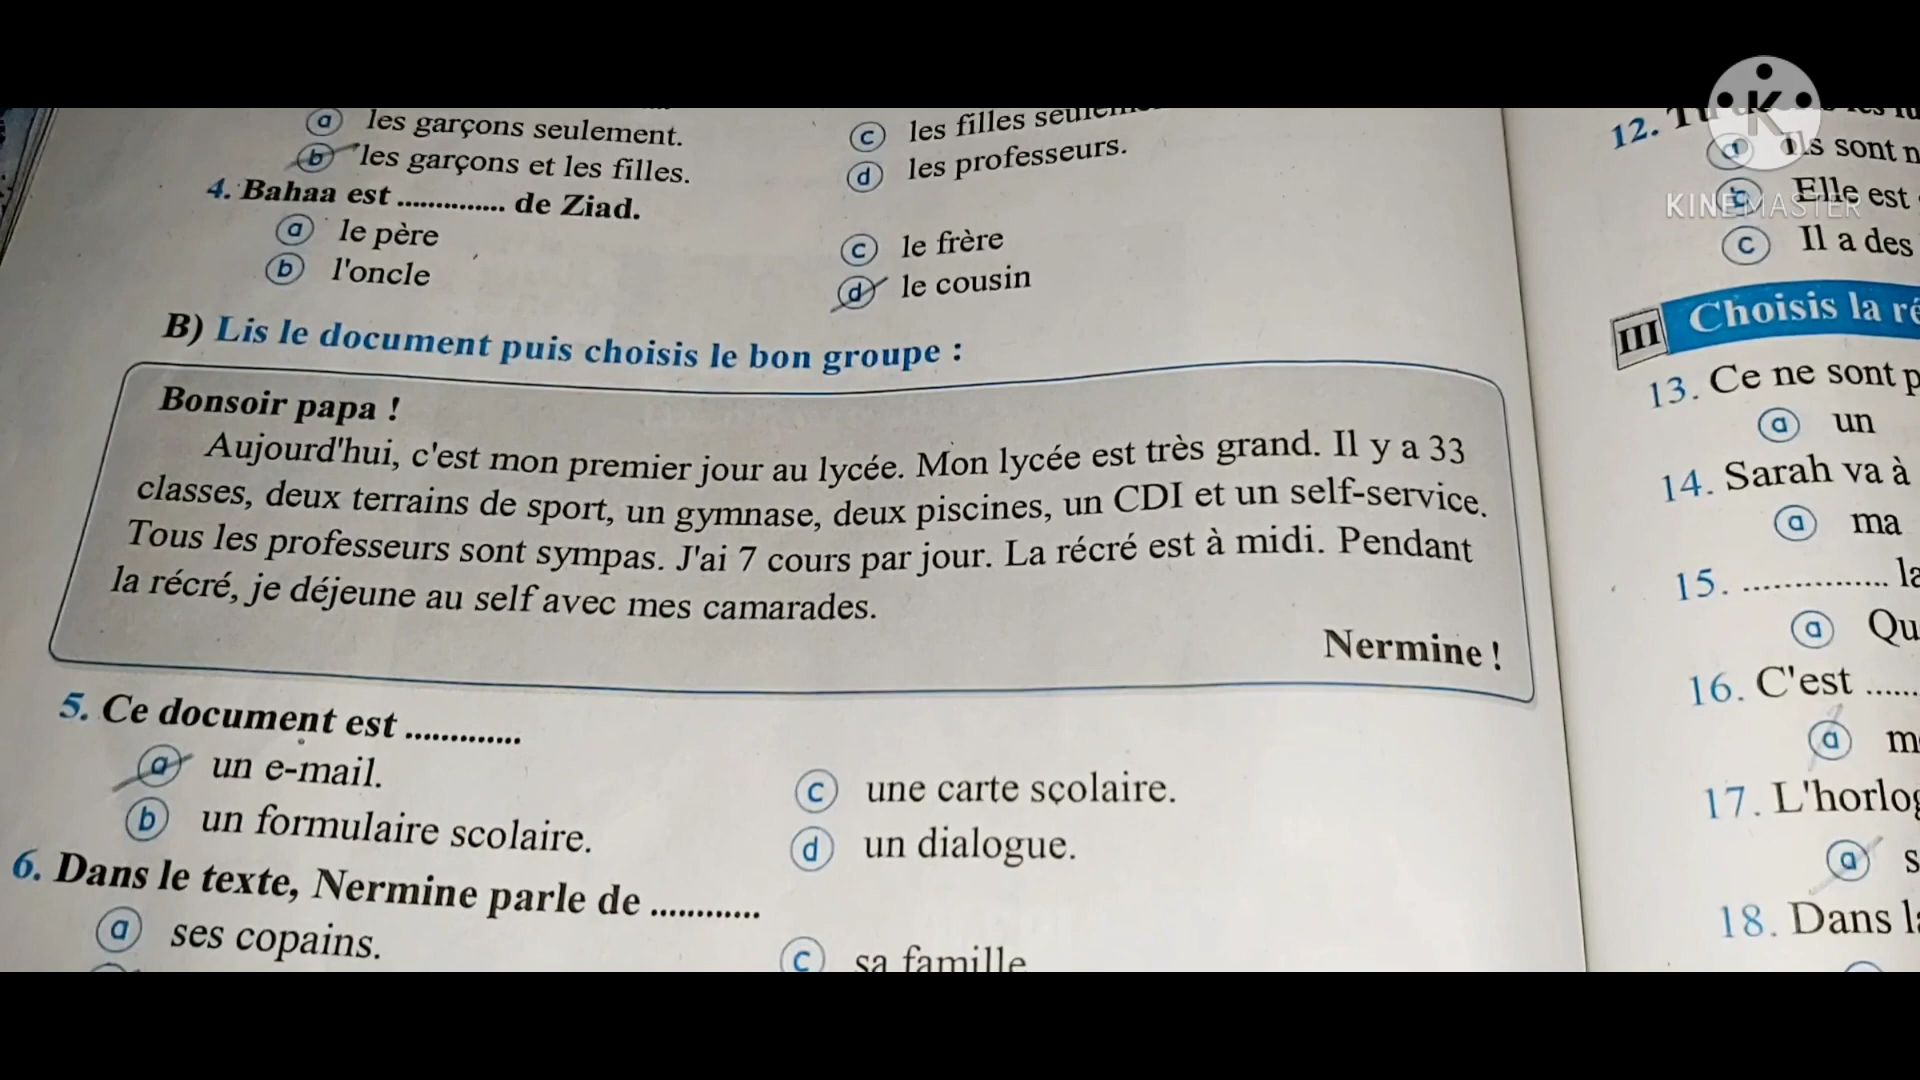 a les garçons seulement.
b les garçons et les filles.
c les filles
d les professeurs.
4. Bahaa est .............. de Ziad.
a le père
b l'oncle
c le frère
d le cousin
B) Lis le document puis choisis le bon groupe :
Bonsoir papa !
Aujourd'hui, c'est mon premier jour au lycée. Mon lycée est très grand. Il y a 33
classes, deux terrains de sport, un gymnase, deux piscines, un CDI et un self-service.
Tous les professeurs sont sympas. J'ai 7 cours par jour. La récré est à midi. Pendant
la récré, je déjeune au self avec mes camarades.
Nermine !
5. Ce document est .............
a un e-mail.
b un formulaire scolaire.
c une carte scolaire.
d un dialogue.
6. Dans le texte, Nermine parle de ............
a ses copains.
c sa famille
12.
a Ils sont
b Elle est
c Il a des
III Choisis la
13. Ce ne sont
a un
14. Sarah va à
a ma
15. ...............
a
16. C'est ......
a
17.
a
18. Dans
K
KINEMASTER